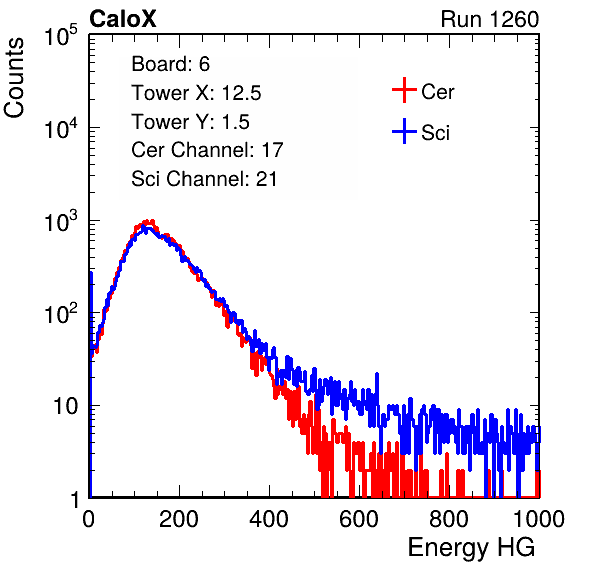 CaloX Run 1260
Counts
Board: 6
Tower X: 12.5
Tower Y: 1.5
Cer Channel: 17
Sci Channel: 21
Cer
Sci
10^5
10^4
10^3
10^2
10
1
0 200 400 600 800 1000
Energy HG